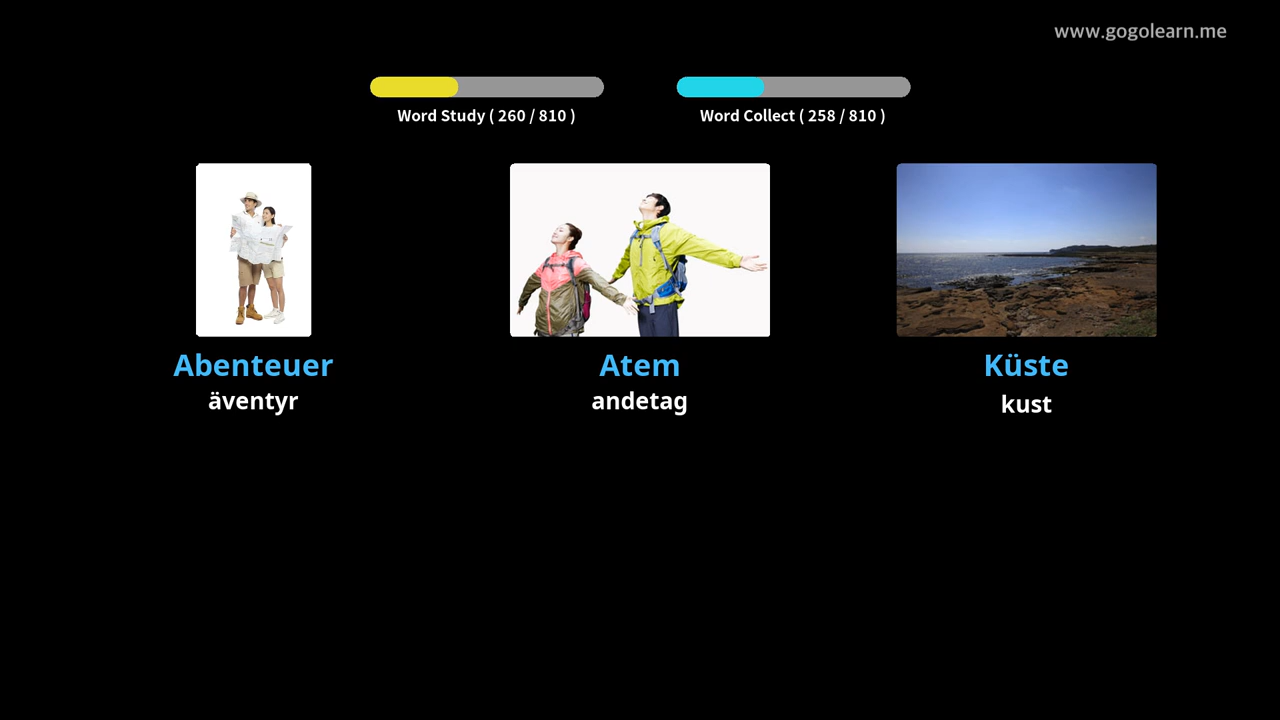 www.gogolearn.me
Word Study ( 260 / 810 )
Word Collect ( 258 / 810 )
Abenteuer
äventyr
Atem
andetag
Küste
kust